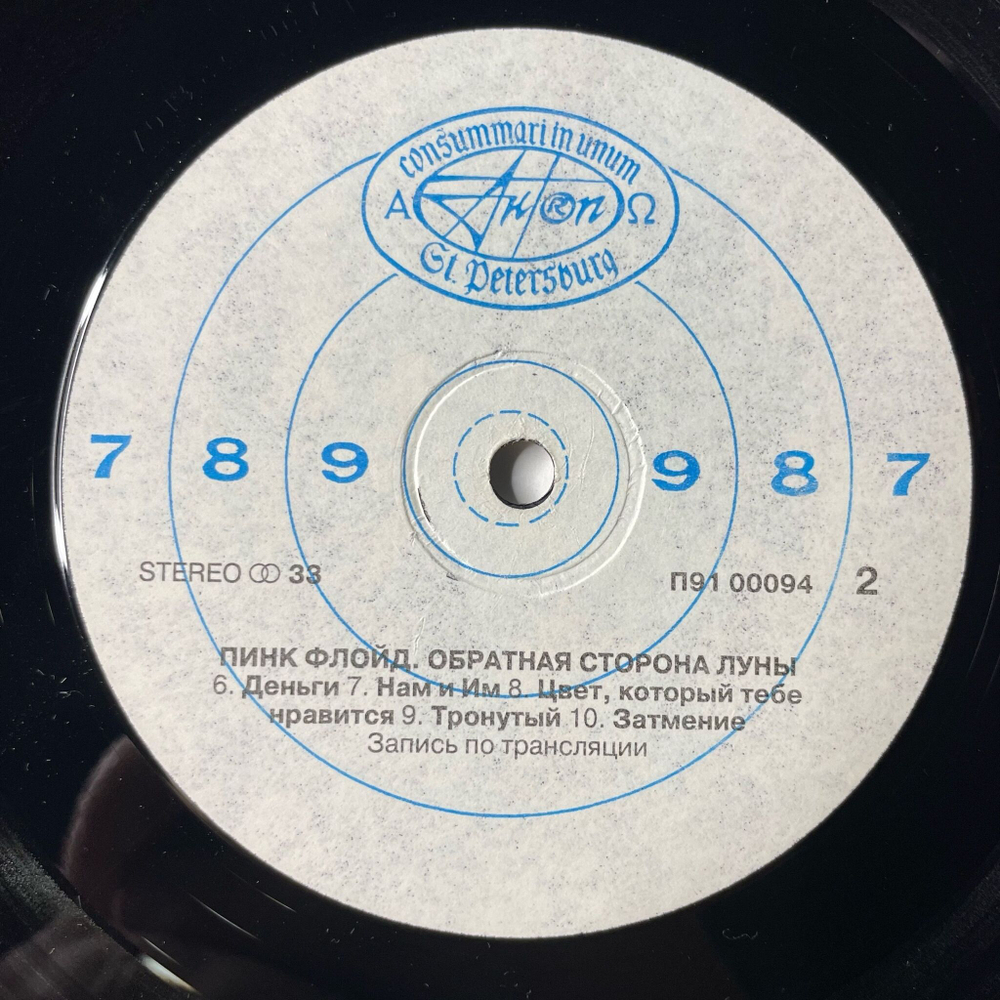 consummari in unum
А Ω
St. Petersburg
7 8 9 9 8 7
STEREO 33
П91 00094 2
ПИНК ФЛОЙД. ОБРАТНАЯ СТОРОНА ЛУНЫ
6. Деньги 7. Нам и Им 8. Цвет, который тебе
нравится 9. Тронутый 10. Затмение
Запись по трансляции